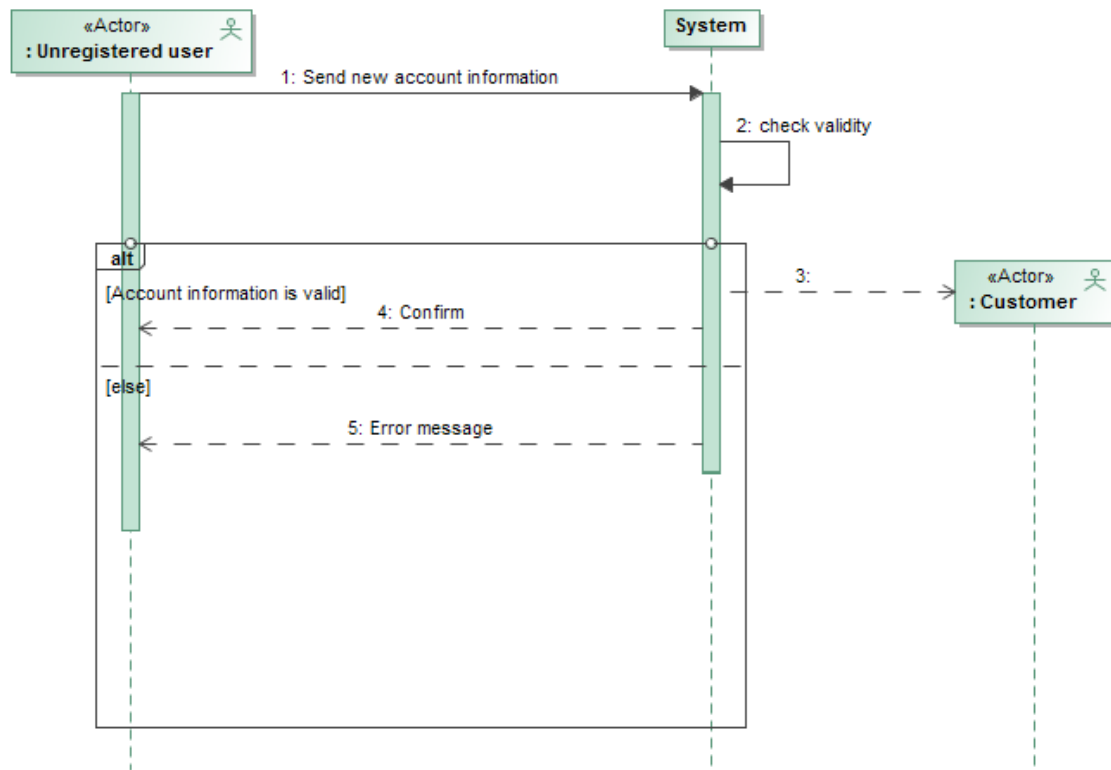 «Actor»
: Unregistered user
System
1: Send new account information
2: check validity
alt
[Account information is valid]
3:
«Actor»
: Customer
4: Confirm
[else]
5: Error message